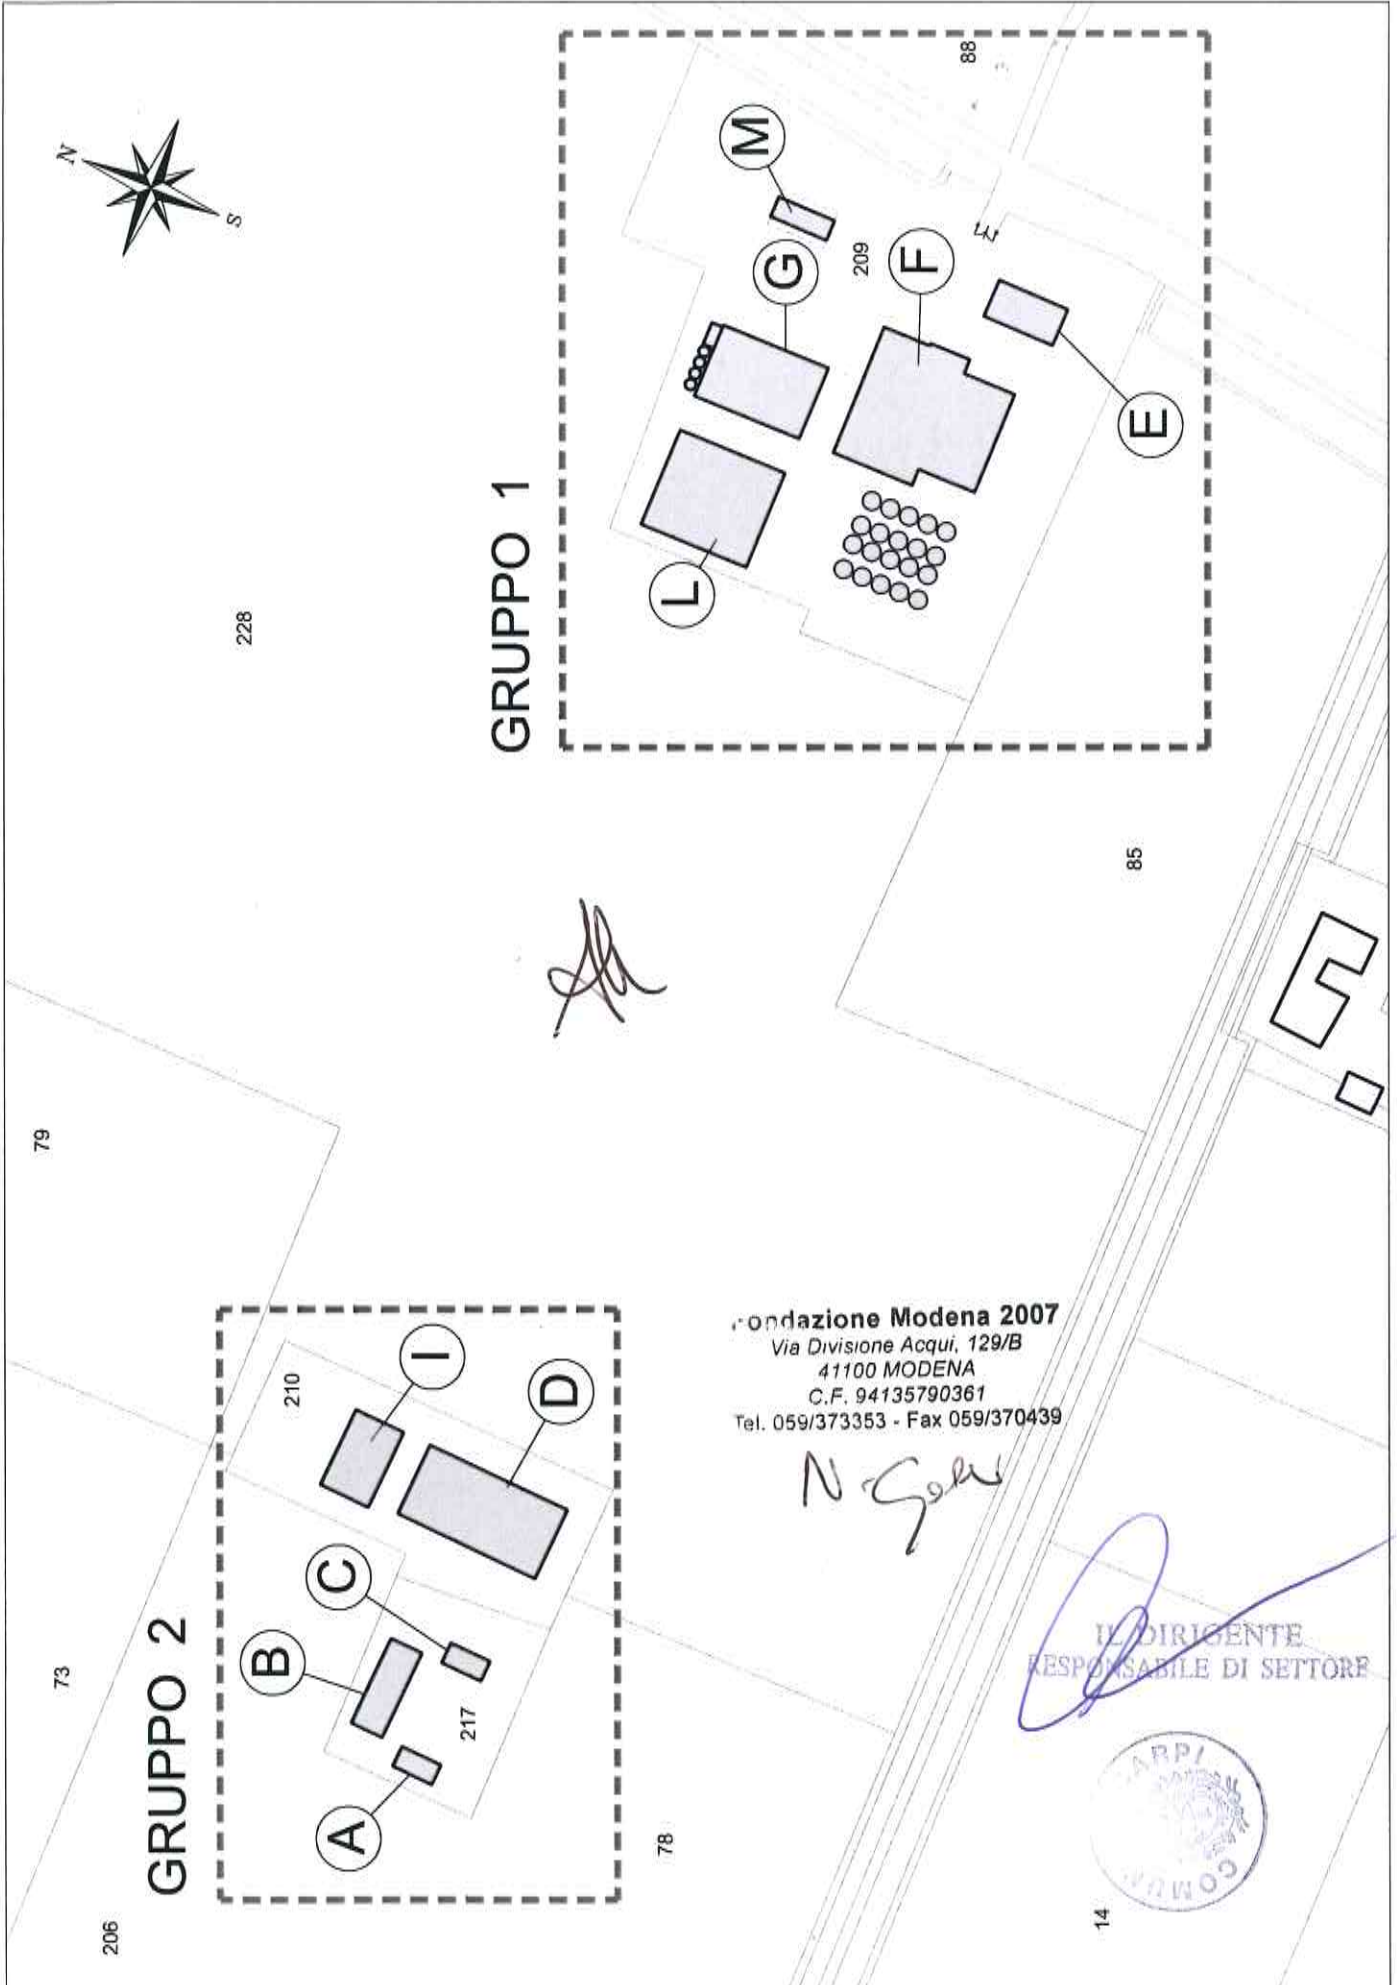 GRUPPO 2
206
73
79
228
B
C
210
I
A
217
D
78
GRUPPO 1
L
G
M
209
F
E
88
85
14
N
S
E
ondazione Modena 2007
Via Divisione Acqui, 129/B
41100 MODENA
C.F. 94135790361
Tel. 059/373353 - Fax 059/370439
IL DIRIGENTE
RESPONSABILE DI SETTORE